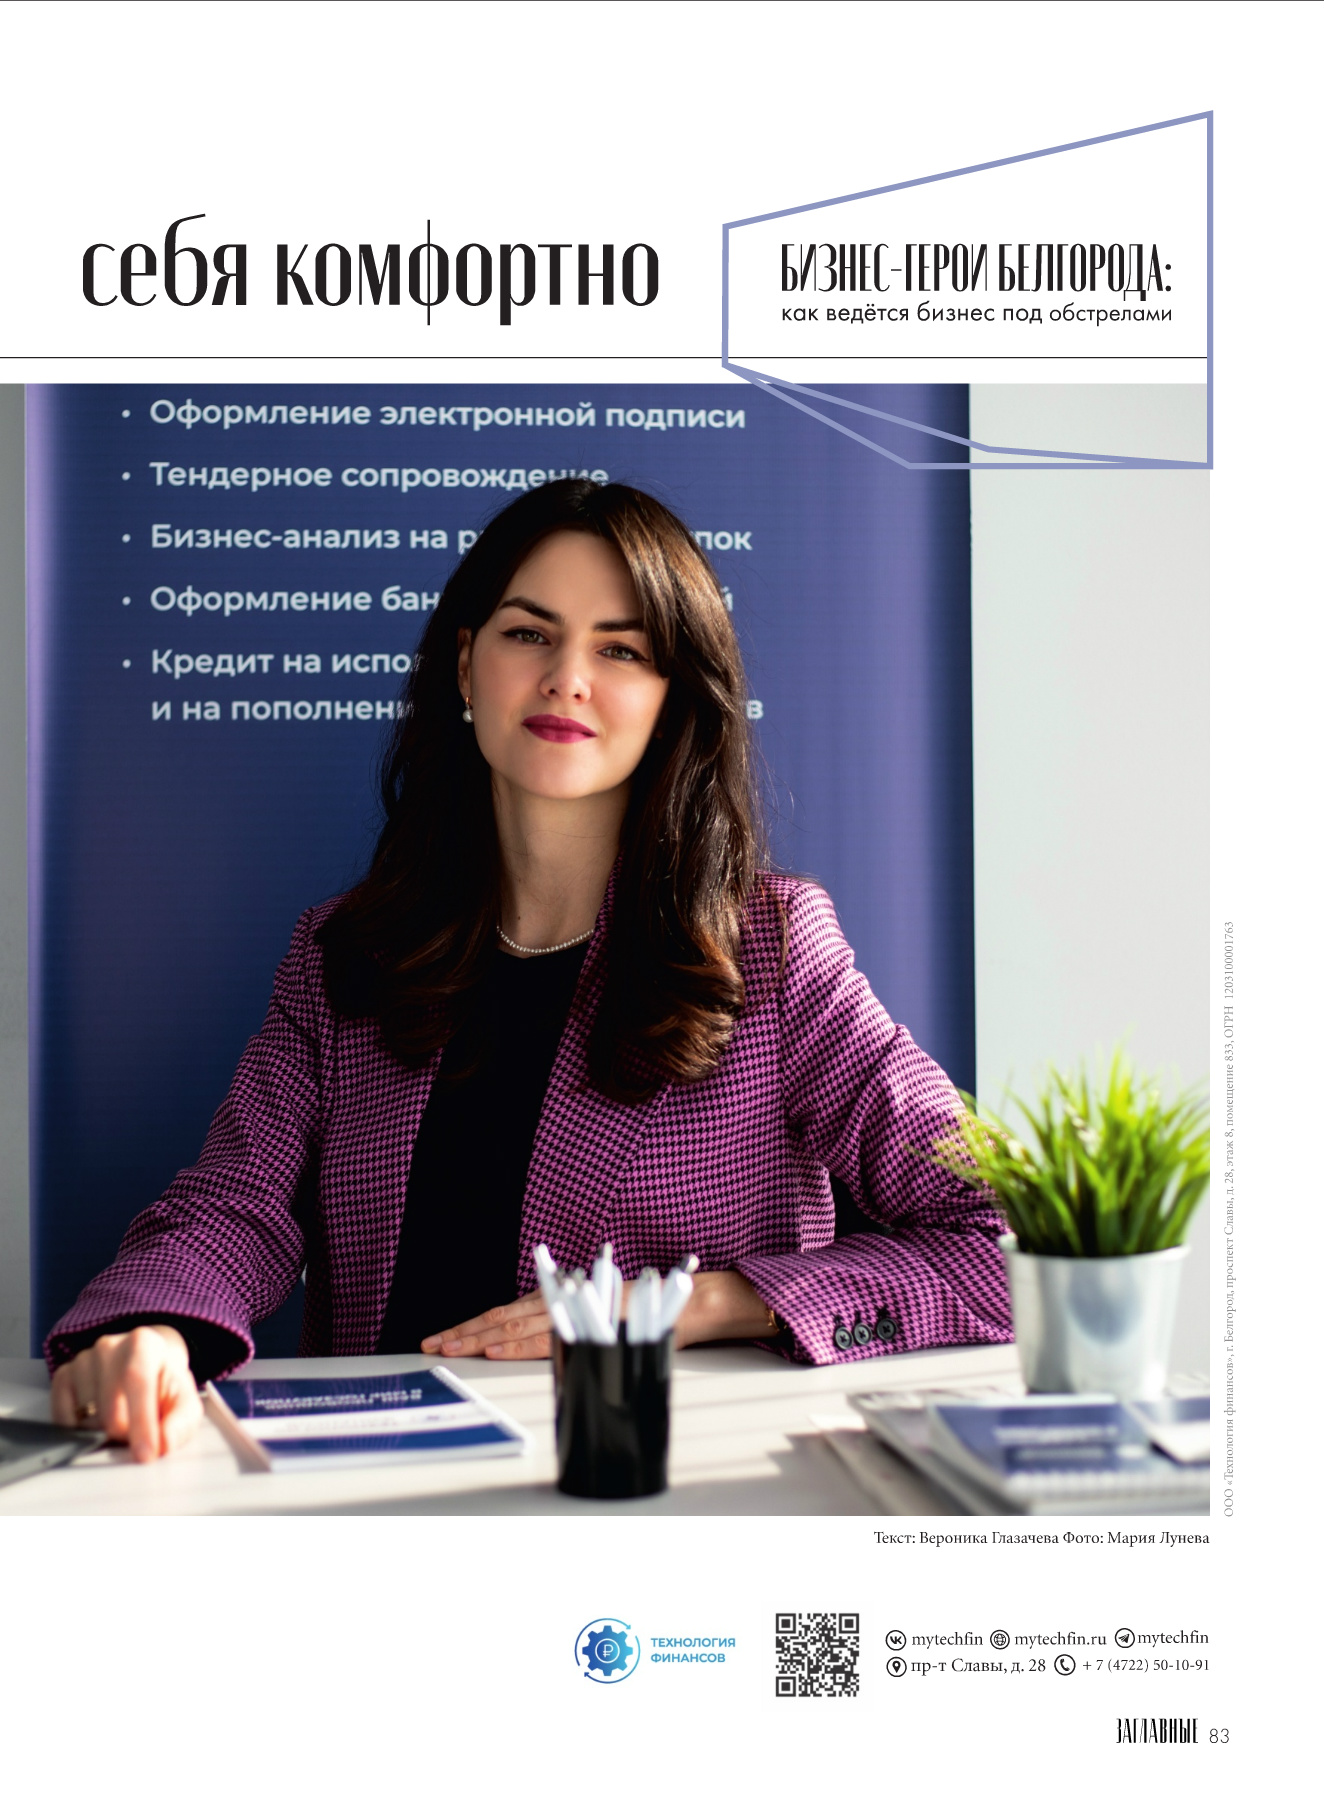 себя комфортно
БИЗНЕС-ГЕРОИ БЕЛГОРОДА:
как ведётся бизнес под обстрелами
• Оформление электронной подписи
• Тендерное сопровождение
• Бизнес-анализ на
• Оформление
• Кредит на
и на
ООО «Технология финансов», г. Белгород, проспект Славы, д. 28, этаж 8, помещение 833, ОГРН 1203100001763
Текст: Вероника Глазачева Фото: Мария Лунева
ТЕХНОЛОГИЯ
ФИНАНСОВ
mytechfin mytechfin.ru mytechfin
пр-т Славы, д. 28 + 7 (4722) 50-10-91
ЗАГЛАВНЫЕ 83